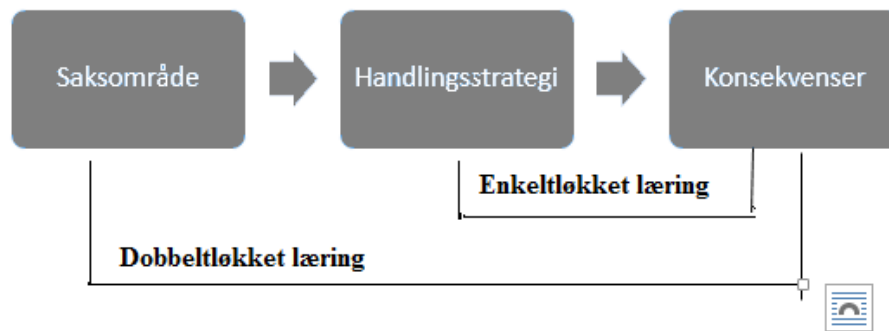 Saksområde
Handlingsstrategi
Konsekvenser
Enkeltløkket læring
Dobbeltløkket læring